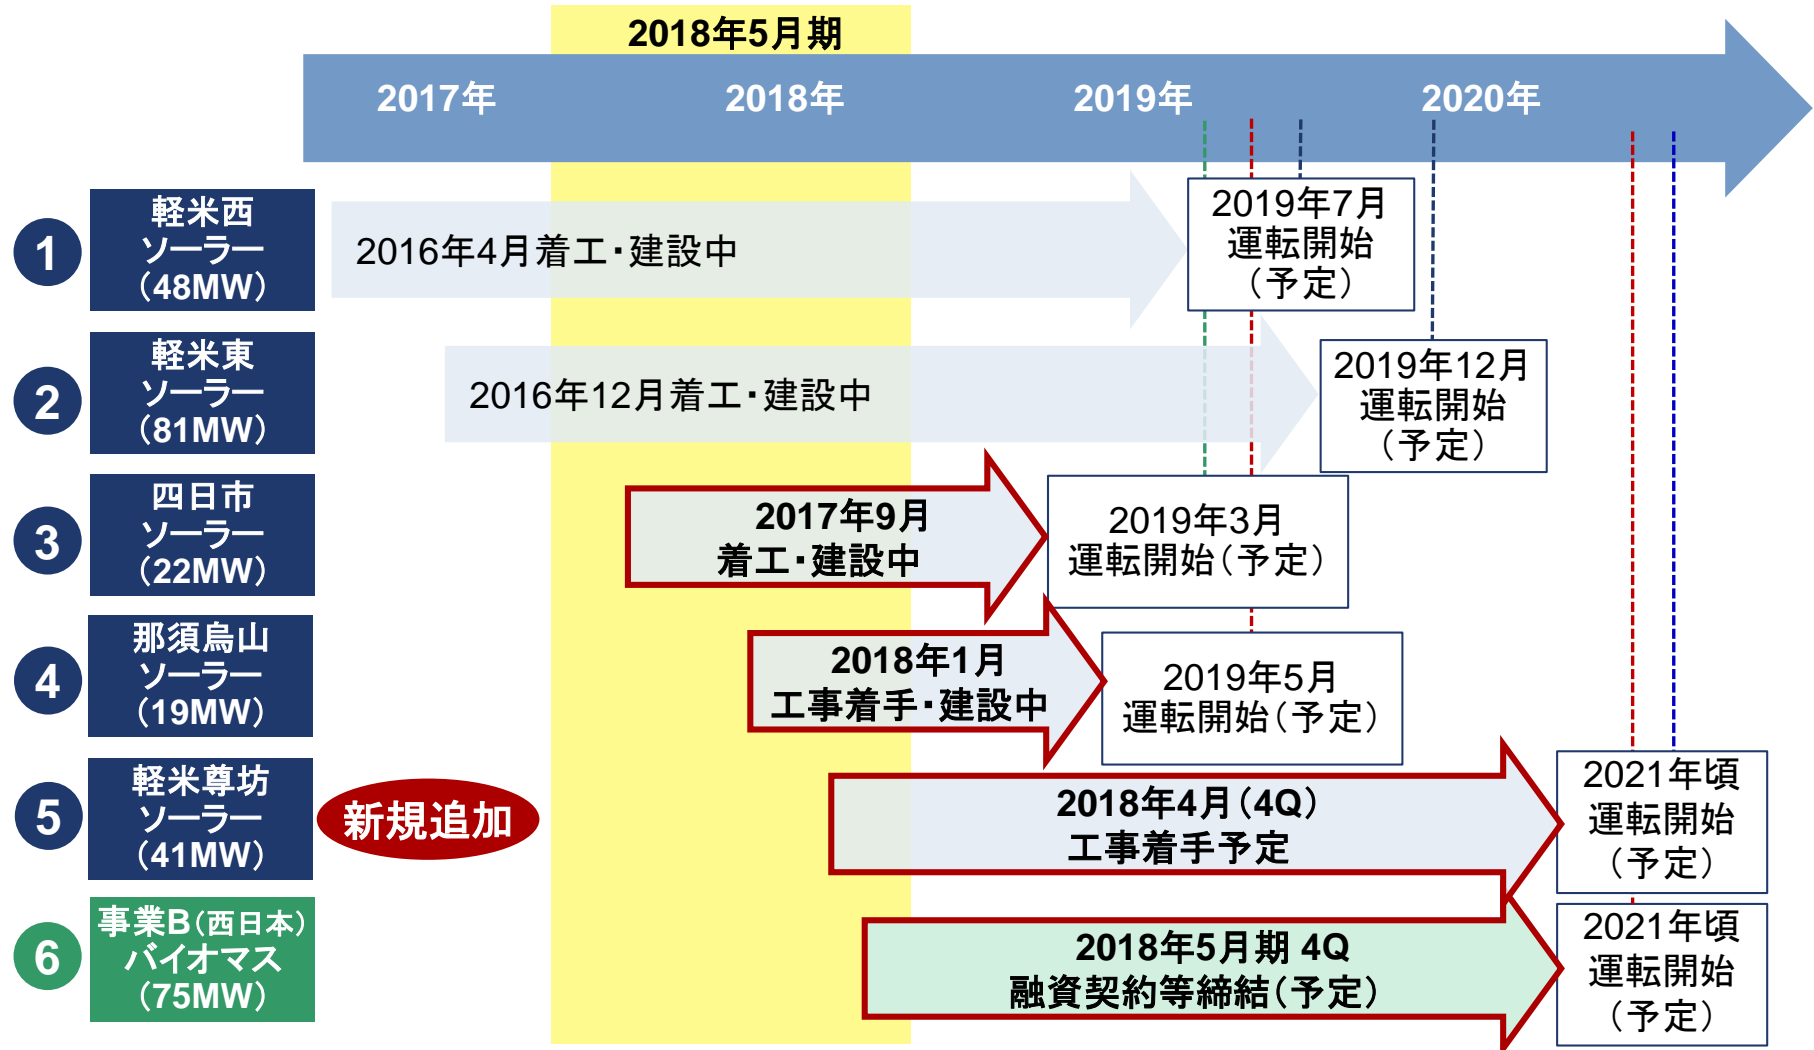 2018年5月期
2017年
2018年
2019年
2020年
1
軽米西
ソーラー
（48MW）
2016年4月着工・建設中
2019年7月
運転開始
（予定）
2
軽米東
ソーラー
（81MW）
2016年12月着工・建設中
2019年12月
運転開始
（予定）
3
四日市
ソーラー
（22MW）
2017年9月
着工・建設中
2019年3月
運転開始（予定）
4
那須烏山
ソーラー
（19MW）
2018年1月
工事着手・建設中
2019年5月
運転開始（予定）
5
軽米尊坊
ソーラー
（41MW）
新規追加
2018年4月（4Q）
工事着手予定
2021年頃
運転開始
（予定）
6
事業B（西日本）
バイオマス
（75MW）
2018年5月期 4Q
融資契約等締結（予定）
2021年頃
運転開始
（予定）